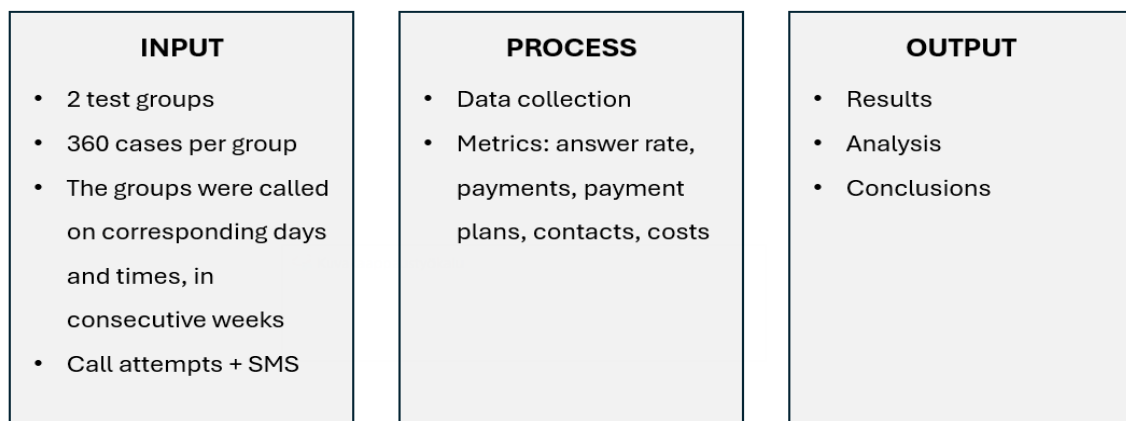 INPUT
• 2 test groups
• 360 cases per group
• The groups were called
on corresponding days
and times, in
consecutive weeks
• Call attempts + SMS
PROCESS
• Data collection
• Metrics: answer rate,
payments, payment
plans, contacts, costs
OUTPUT
• Results
• Analysis
• Conclusions